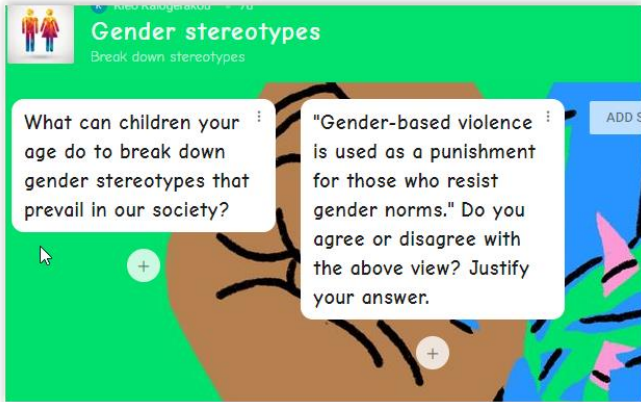 Gender stereotypes
Break down stereotypes
What can children your
age do to break down
gender stereotypes that
prevail in our society?
"Gender-based violence
is used as a punishment
for those who resist
gender norms." Do you
agree or disagree with
the above view? Justify
your answer.
ADD S